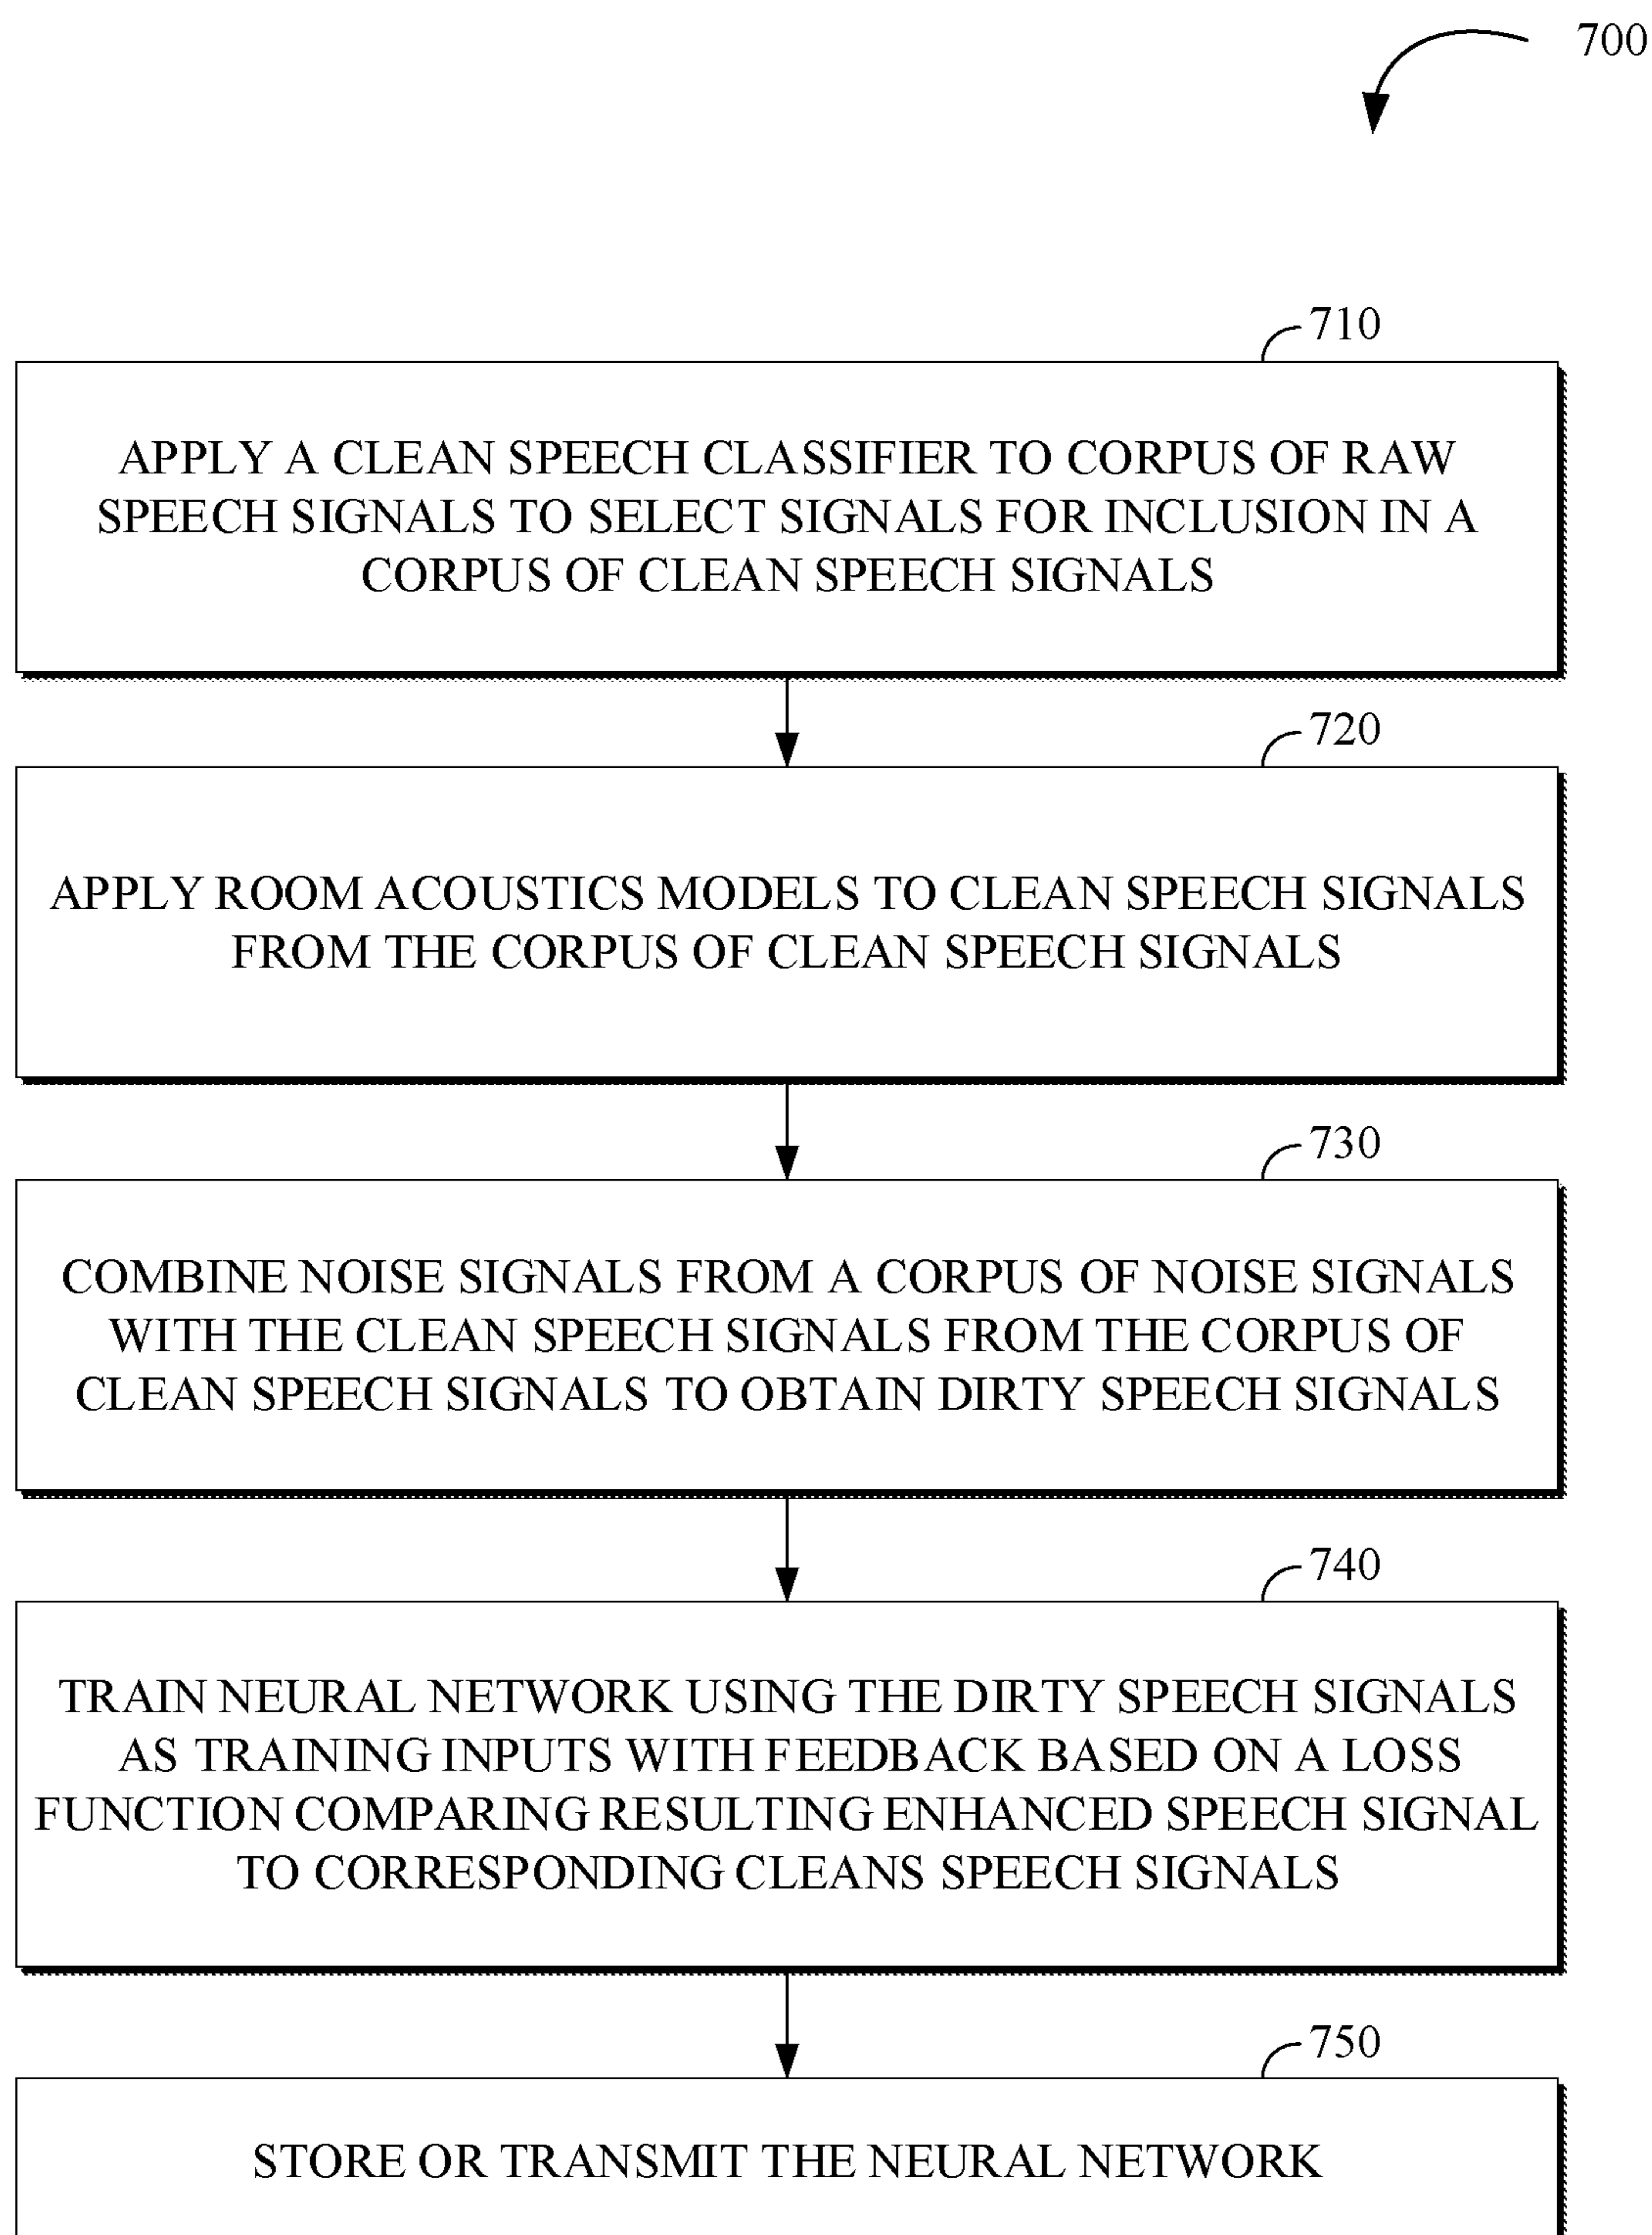 700
710
APPLY A CLEAN SPEECH CLASSIFIER TO CORPUS OF RAW
SPEECH SIGNALS TO SELECT SIGNALS FOR INCLUSION IN A
CORPUS OF CLEAN SPEECH SIGNALS
720
APPLY ROOM ACOUSTICS MODELS TO CLEAN SPEECH SIGNALS
FROM THE CORPUS OF CLEAN SPEECH SIGNALS
730
COMBINE NOISE SIGNALS FROM A CORPUS OF NOISE SIGNALS
WITH THE CLEAN SPEECH SIGNALS FROM THE CORPUS OF
CLEAN SPEECH SIGNALS TO OBTAIN DIRTY SPEECH SIGNALS
740
TRAIN NEURAL NETWORK USING THE DIRTY SPEECH SIGNALS
AS TRAINING INPUTS WITH FEEDBACK BASED ON A LOSS
FUNCTION COMPARING RESULTING ENHANCED SPEECH SIGNAL
TO CORRESPONDING CLEANS SPEECH SIGNALS
750
STORE OR TRANSMIT THE NEURAL NETWORK